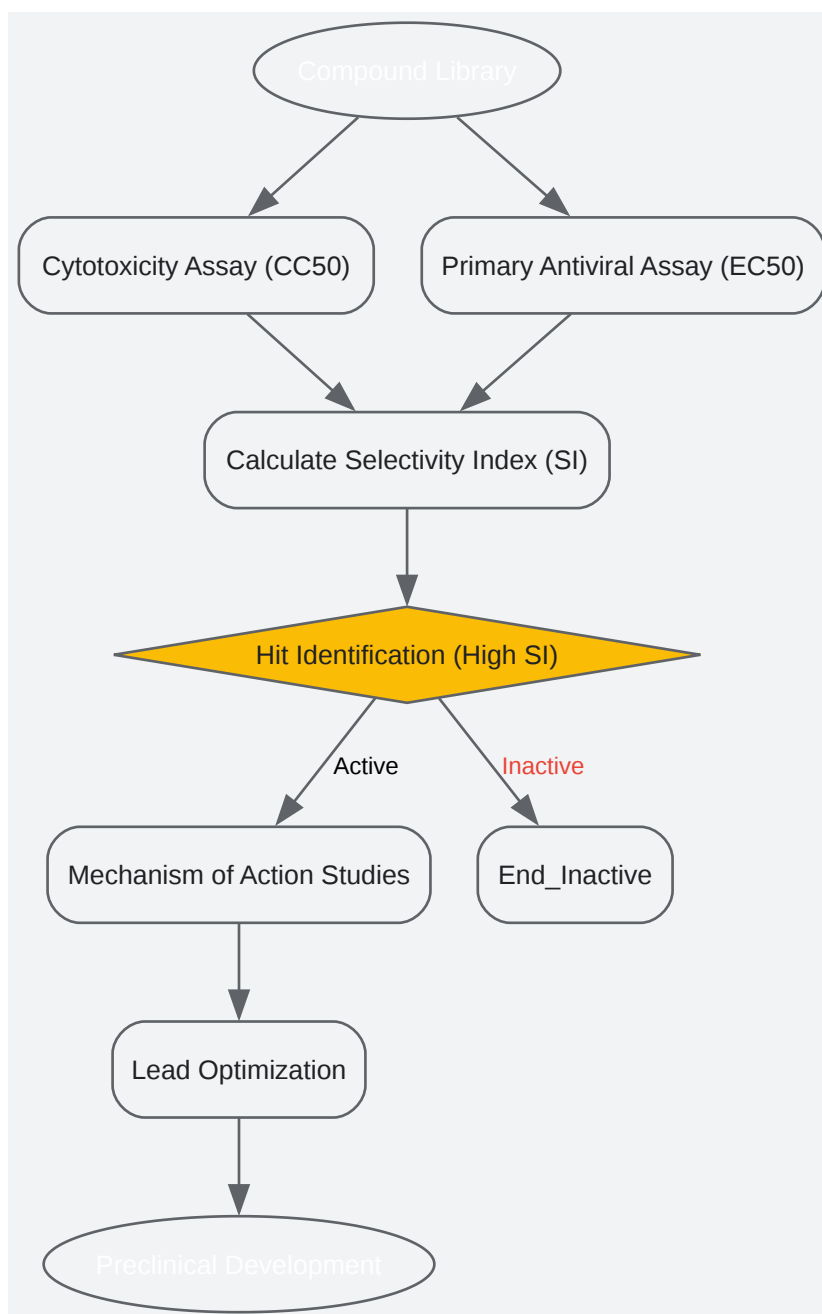 Compound Library
Cytotoxicity Assay (CC50)
Primary Antiviral Assay (EC50)
Calculate Selectivity Index (SI)
Hit Identification (High SI)
Active
Inactive
Mechanism of Action Studies
End_Inactive
Lead Optimization
Preclinical Development